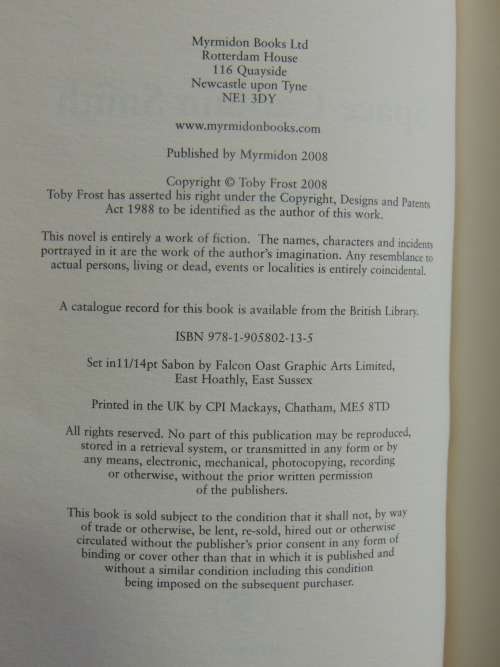 Myrmidon Books Ltd
Rotterdam House
116 Quayside
Newcastle upon Tyne
NE1 3DY
www.myrmidonbooks.com
Published by Myrmidon 2008
Copyright © Toby Frost 2008
Toby Frost has asserted his right under the Copyright, Designs and Patents
Act 1988 to be identified as the author of this work.
This novel is entirely a work of fiction. The names, characters and incidents
portrayed in it are the work of the author's imagination. Any resemblance to
actual persons, living or dead, events or localities is entirely coincidental.
A catalogue record for this book is available from the British Library.
ISBN 978-1-905802-13-5
Set in11/14pt Sabon by Falcon Oast Graphic Arts Limited,
East Hoathly, East Sussex
Printed in the UK by CPI Mackays, Chatham, ME5 8TD
All rights reserved. No part of this publication may be reproduced,
stored in a retrieval system, or transmitted in any form or by
any means, electronic, mechanical, photocopying, recording
or otherwise, without the prior written permission
of the publishers.
This book is sold subject to the condition that it shall not, by way
of trade or otherwise, be lent, re-sold, hired out or otherwise
circulated without the publisher's prior consent in any form of
binding or cover other than that in which it is published and
without a similar condition including this condition
being imposed on the subsequent purchaser.